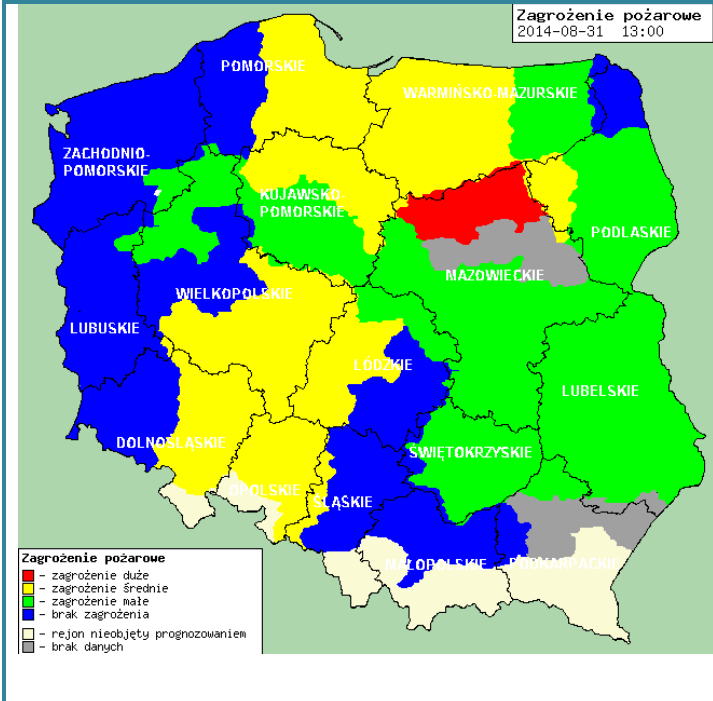 Zagrożenie pożarowe
2014-08-31 13:00
POMORSKIE
WARMIŃSKO-MAZURSKIE
ZACHODNIO-
POMORSKIE
KUJAWSKO-
POMORSKIE
PODLASKIE
MAZOWIECKIE
WIELKOPOLSKIE
LUBUSKIE
ŁÓDZKIE
LUBELSKIE
DOLNOŚLĄSKIE
ŚWIĘTOKRZYSKIE
OPOLSKIE
ŚLĄSKIE
MAŁOPOLSKIE
PODKARPACKIE
Zagrożenie pożarowe
- zagrożenie duże
- zagrożenie średnie
- zagrożenie małe
- brak zagrożenia
- rejon nieobjęty prognozowaniem
- brak danych